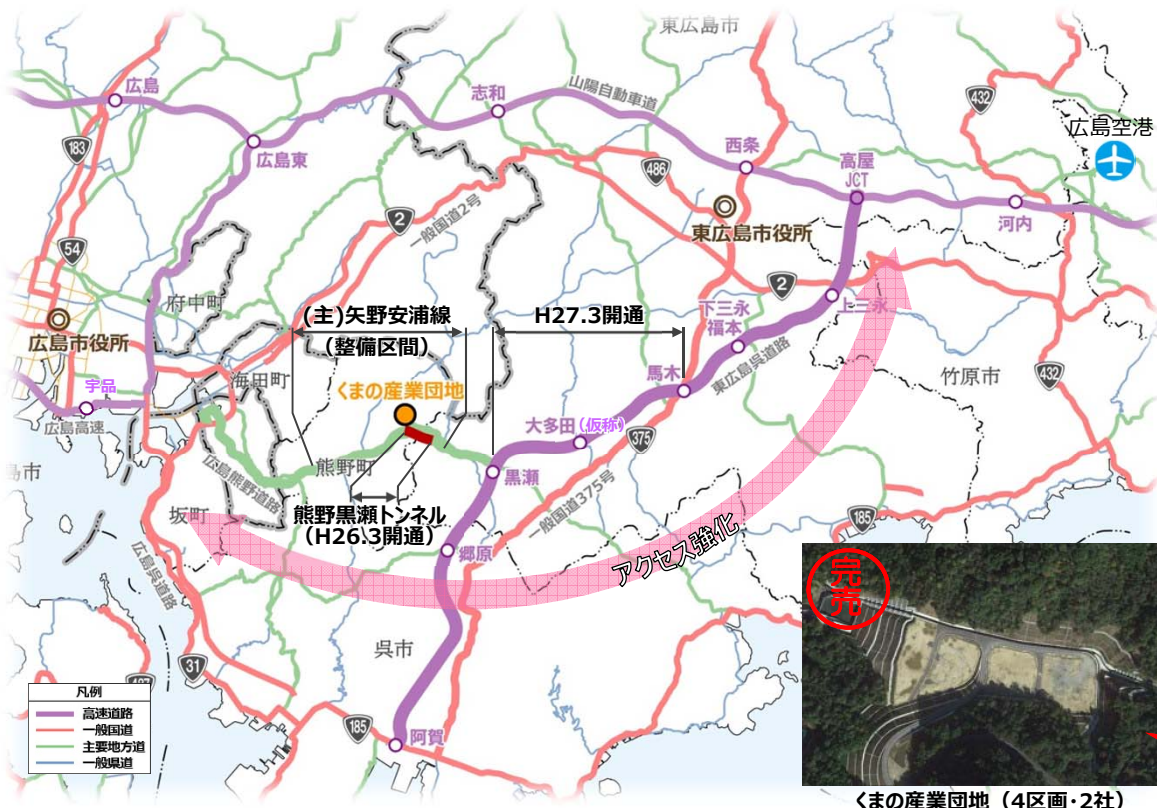 東広島市
広島
志和
山陽自動車道
432
広島空港
183
広島東
西条
高屋
JCT
486
2
一般国道2号
54
東広島市役所
河内
府中町
(主)矢野安浦線
(整備区間)
H27.3開通
下三永
福本
2
上三永
広島市役所
海田町
くまの産業団地
馬木
東広島呉道路
竹原市
432
宇品
広島高速
大多田(仮称)
375
島市
広島熊野道路
熊野町
黒瀬
一般国道375号
坂町
熊野黒瀬トンネル
(H26.3開通)
185
広島呉道路
郷原
アクセス強化
完売
呉市
31
凡例
高速道路
一般国道
主要地方道
一般県道
185
阿賀
くまの産業団地(4区画・2社)